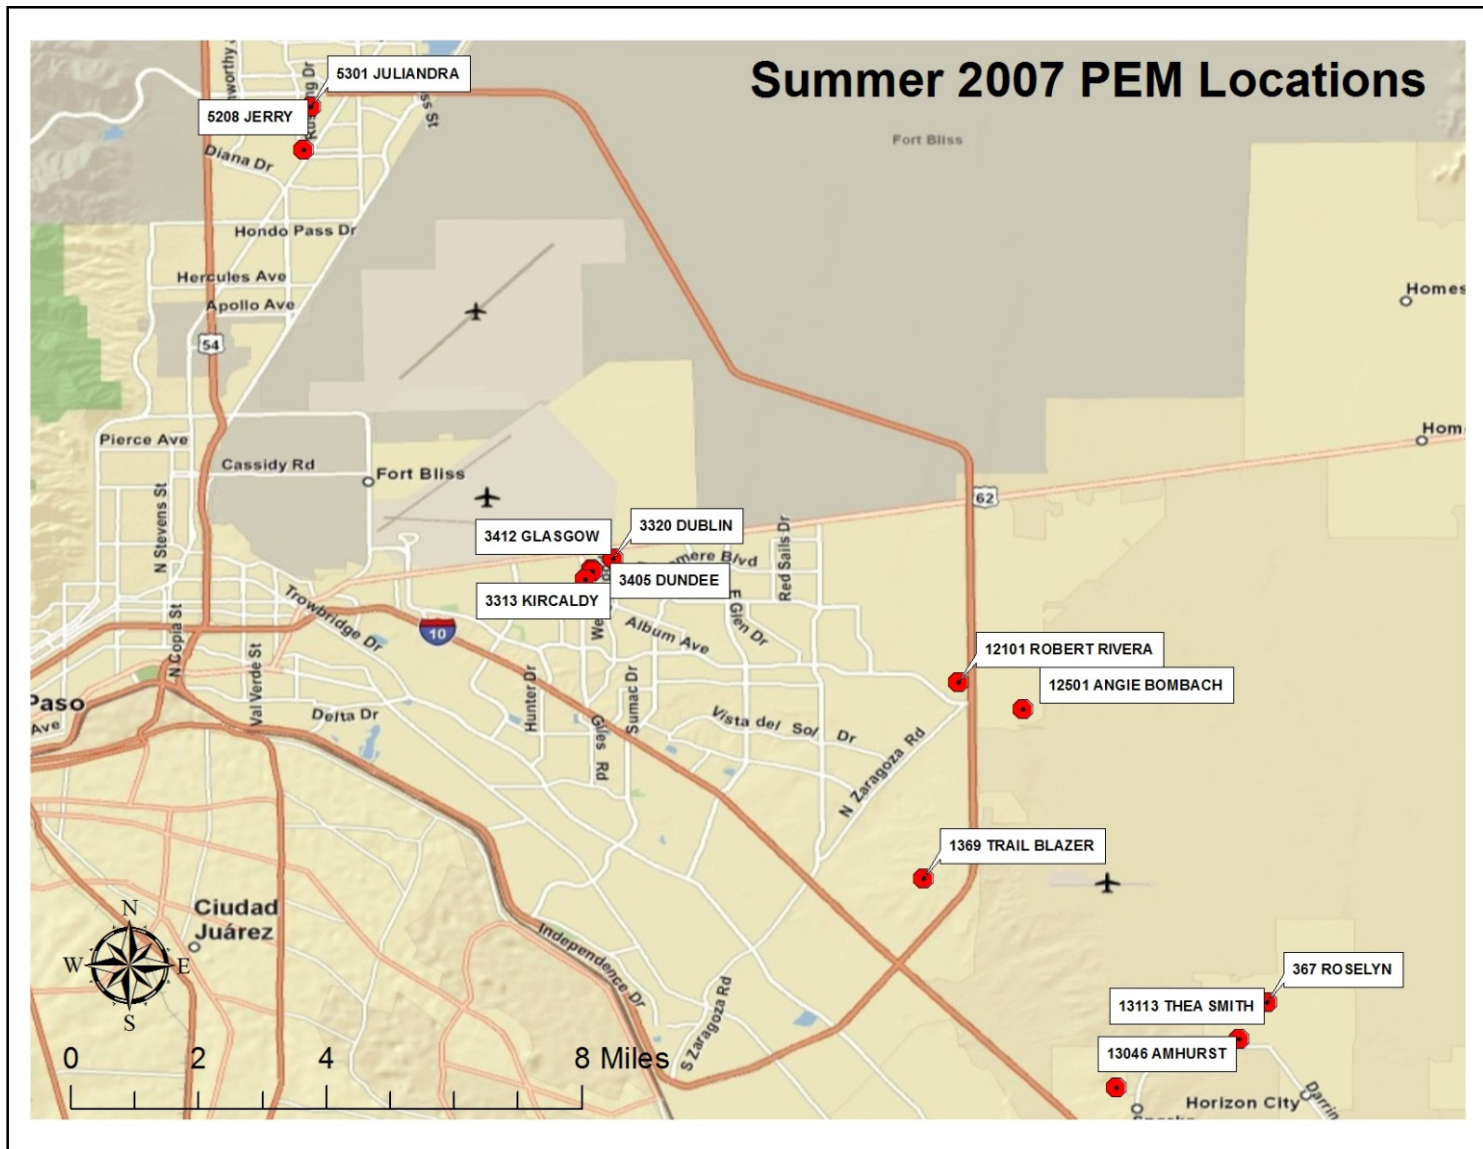 Summer 2007 PEM Locations
5301 JULIANDRA
5208 JERRY
Diana Dr
Fort Bliss
Hondo Pass Dr
Hercules Ave
Apollo Ave
54
Homes
Hom
Pierce Ave
Cassidy Rd
Fort Bliss
62
N Stevens St
3412 GLASGOW
3320 DUBLIN
Red Sails Dr
3405 DUNDEE
3313 KIRCALDY
Trowbridge Dr
10
E Glen Dr
Album Ave
N Copia St
Val Verde St
12101 ROBERT RIVERA
12501 ANGIE BOMBACH
Hunter Dr
Sumac Dr
Giles Rd
Paso
Ave
Delta Dr
Vista del Sol Dr
N Zaragoza Rd
1369 TRAIL BLAZER
Ciudad
Juárez
N
W E
S
Independence Dr
S Zaragoza Rd
367 ROSELYN
13113 THEA SMITH
13046 AMHURST
0 2 4 8 Miles
Horizon City
Darrin